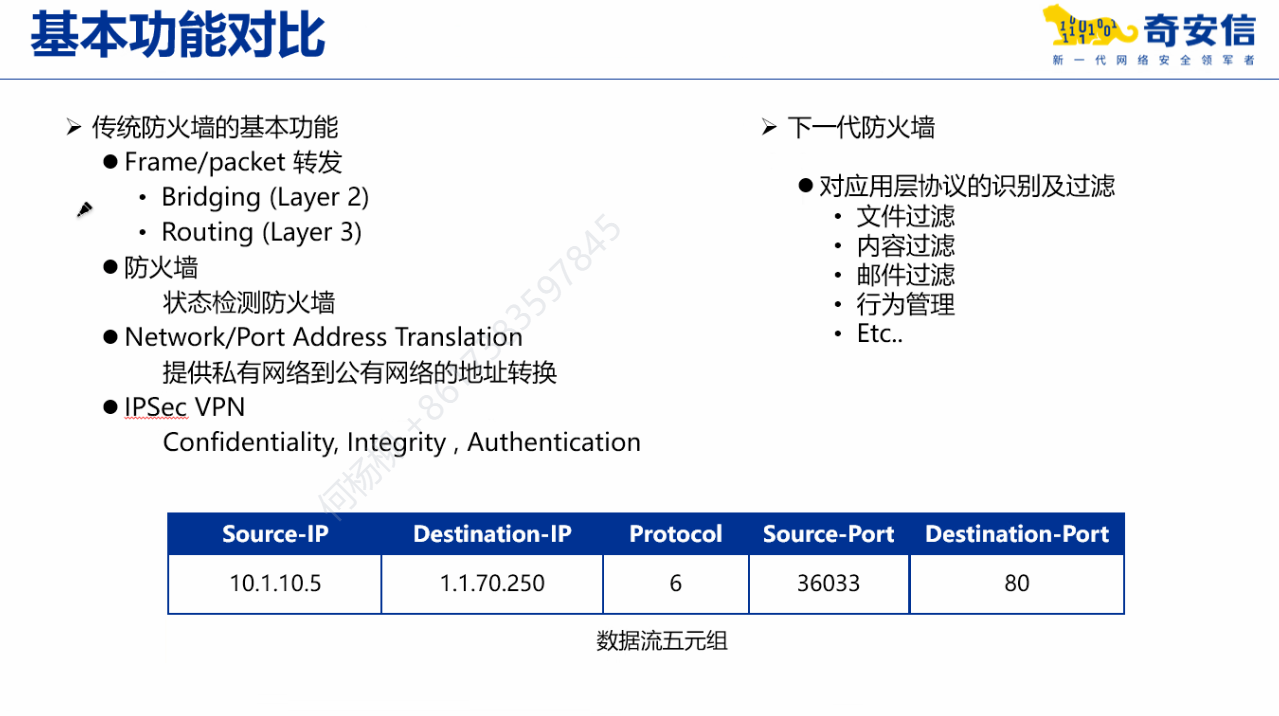 基本功能对比
奇安信
新一代网络安全领军者
传统防火墙的基本功能
Frame/packet 转发
Bridging (Layer 2)
Routing (Layer 3)
防火墙
状态检测防火墙
Network/Port Address Translation
提供私有网络到公有网络的地址转换
IPSec VPN
Confidentiality, Integrity , Authentication
下一代防火墙
对应用层协议的识别及过滤
文件过滤
内容过滤
邮件过滤
行为管理
Etc..
Source-IP Destination-IP Protocol Source-Port Destination-Port
10.1.10.5 1.1.70.250 6 36033 80
数据流五元组